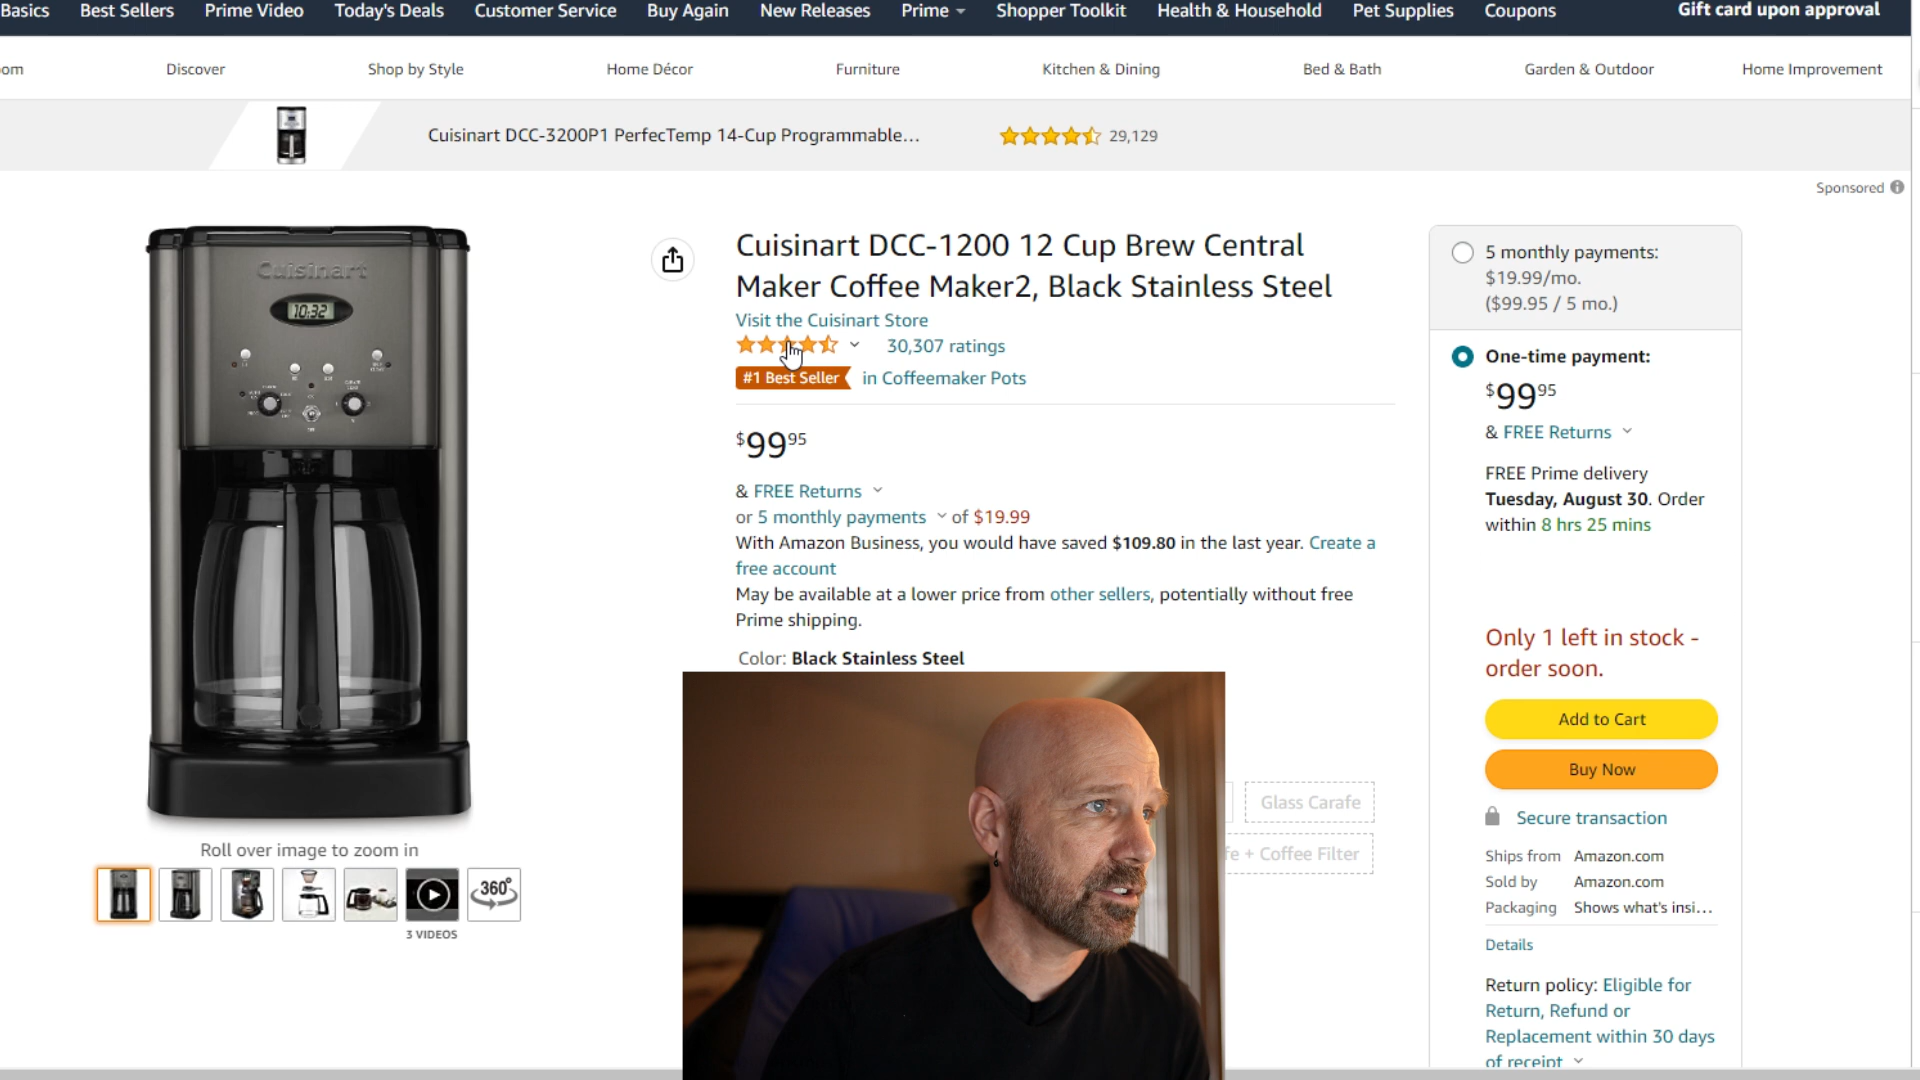 Basics Best Sellers Prime Video Today's Deals Customer Service Buy Again New Releases Prime Shopper Toolkit Health & Household Pet Supplies Coupons Gift card upon approval
om Discover Shop by Style Home Décor Furniture Kitchen & Dining Bed & Bath Garden & Outdoor Home Improvement
Cuisinart DCC-3200P1 PerfecTemp 14-Cup Programmable... 29,129
Sponsored
Cuisinart
10:32
Roll over image to zoom in
360°
3 VIDEOS
Cuisinart DCC-1200 12 Cup Brew Central
Maker Coffee Maker2, Black Stainless Steel
Visit the Cuisinart Store
30,307 ratings
#1 Best Seller in Coffeemaker Pots
$99 95
& FREE Returns
or 5 monthly payments of $19.99
With Amazon Business, you would have saved $109.80 in the last year. Create a
free account
May be available at a lower price from other sellers, potentially without free
Prime shipping.
Color: Black Stainless Steel
Glass Carafe
fe + Coffee Filter
5 monthly payments:
$19.99/mo.
($99.95 / 5 mo.)
One-time payment:
$99 95
& FREE Returns
FREE Prime delivery
Tuesday, August 30. Order
within 8 hrs 25 mins
Only 1 left in stock -
order soon.
Add to Cart
Buy Now
Secure transaction
Ships from Amazon.com
Sold by Amazon.com
Packaging Shows what's insi...
Details
Return policy: Eligible for
Return, Refund or
Replacement within 30 days
of receipt